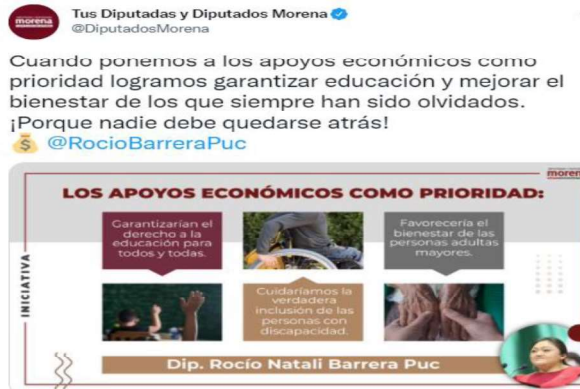 morena
Tus Diputadas y Diputados Morena
@DiputadosMorena
Cuando ponemos a los apoyos económicos como
prioridad logramos garantizar educación y mejorar el
bienestar de los que siempre han sido olvidados.
¡Porque nadie debe quedarse atrás!
@RocioBarreraPuc
moren
LOS APOYOS ECONÓMICOS COMO PRIORIDAD:
INICIATIVA
Garantizarían el
derecho a la
educación para
todos y todas.
Favorecería el
bienestar de las
personas adultas
mayores.
Cuidaríamos la
verdadera
inclusión de las
personas con
discapacidad.
Dip. Rocío Natali Barrera Puc